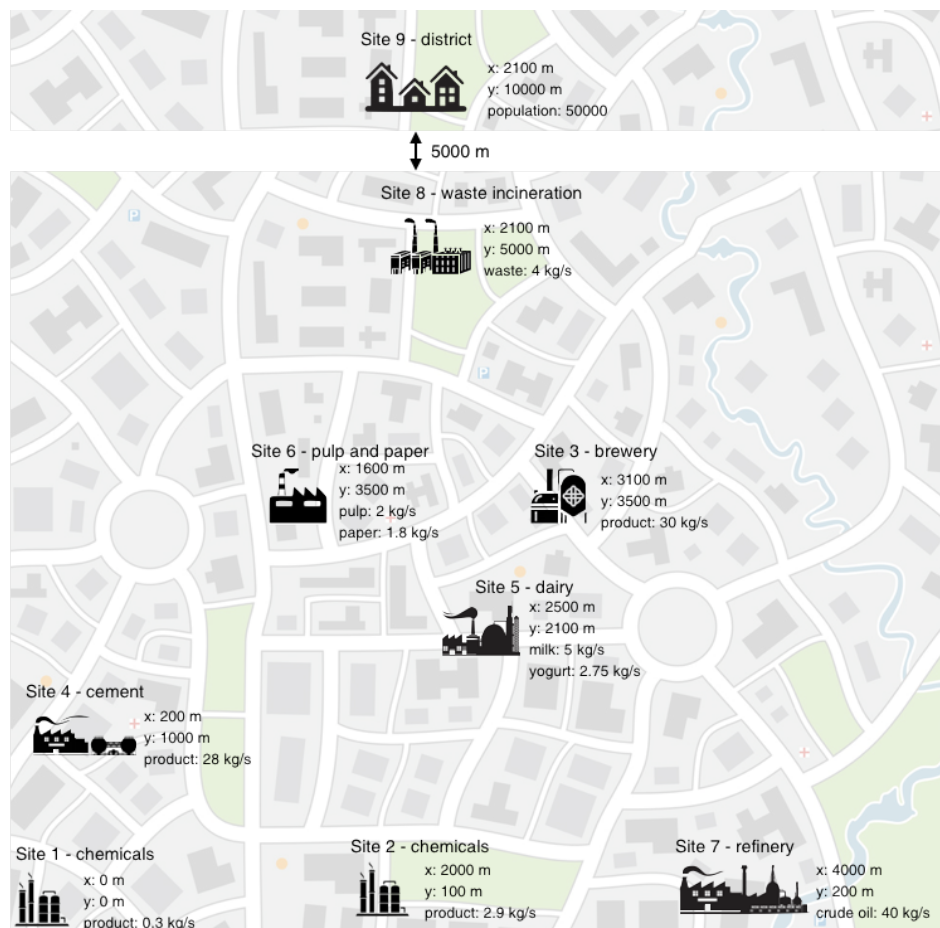 Site 9 - district
x: 2100 m
y: 10000 m
population: 50000
5000 m
Site 8 - waste incineration
x: 2100 m
y: 5000 m
waste: 4 kg/s
P
P
Site 6 - pulp and paper
x: 1600 m
y: 3500 m
pulp: 2 kg/s
paper: 1.8 kg/s
Site 3 - brewery
x: 3100 m
y: 3500 m
product: 30 kg/s
Site 5 - dairy
x: 2500 m
y: 2100 m
milk: 5 kg/s
yogurt: 2.75 kg/s
Site 4 - cement
x: 200 m
y: 1000 m
product: 28 kg/s
Site 1 - chemicals
x: 0 m
y: 0 m
product: 0.3 kg/s
Site 2 - chemicals
x: 2000 m
y: 100 m
product: 2.9 kg/s
Site 7 - refinery
x: 4000 m
y: 200 m
crude oil: 40 kg/s